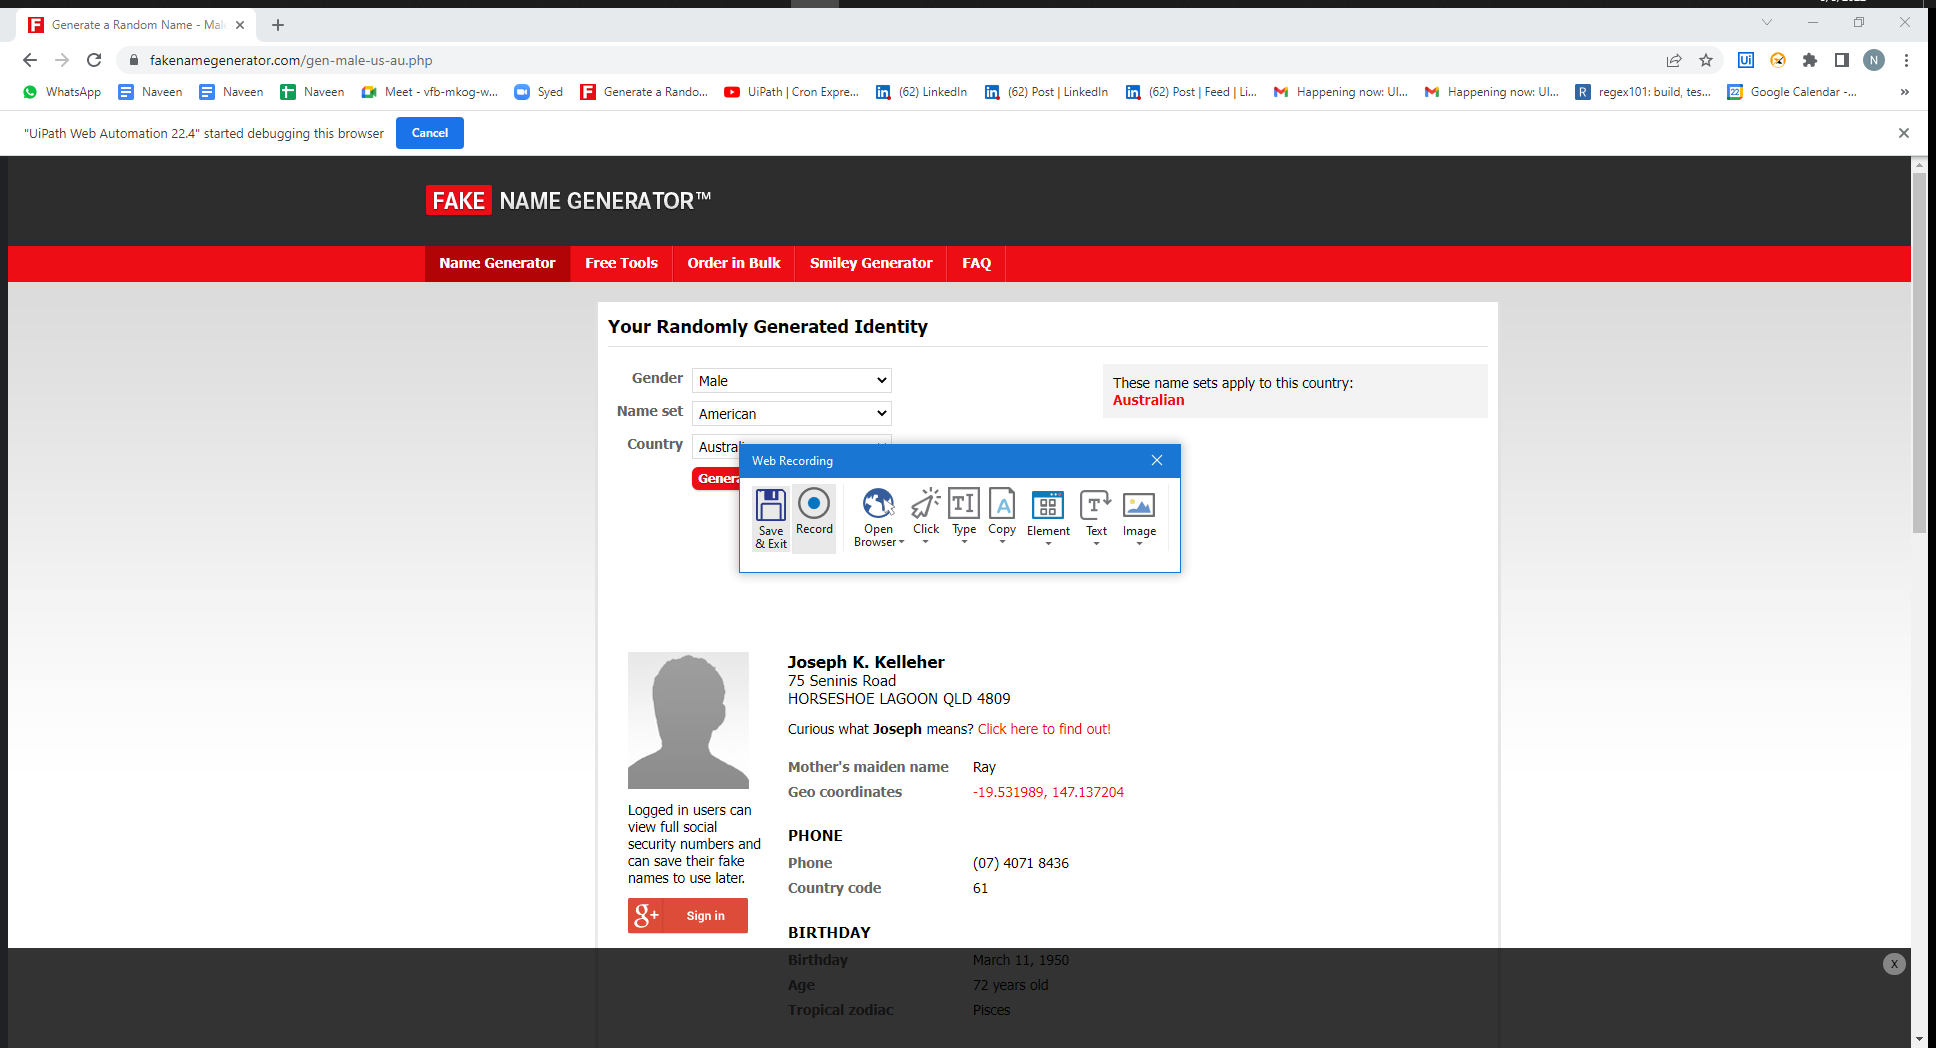 Generate a Random Name - Mal
fakenamegenerator.com/gen-male-us-au.php
Ui
N
WhatsApp
Naveen
Naveen
Naveen
Meet - vfb-mkog-w...
Syed
Generate a Rando...
UiPath | Cron Expre...
(62) LinkedIn
(62) Post | LinkedIn
(62) Post | Feed | Li...
Happening now: UI...
Happening now: UI...
regex101: build, tes...
Google Calendar -...
"UiPath Web Automation 22.4" started debugging this browser
Cancel
FAKE NAME GENERATOR™
Name Generator
Free Tools
Order in Bulk
Smiley Generator
FAQ
Your Randomly Generated Identity
Gender
Male
Name set
American
Country
Austral
Genera
These name sets apply to this country:
Australian
Web Recording
Save
& Exit
Record
Open
Browser
Click
Type
Copy
Element
Text
Image
Joseph K. Kelleher
75 Seninis Road
HORSESHOE LAGOON QLD 4809
Curious what Joseph means? Click here to find out!
Mother's maiden name Ray
Geo coordinates -19.531989, 147.137204
Logged in users can
view full social
security numbers and
can save their fake
names to use later.
g+ Sign in
PHONE
Phone (07) 4071 8436
Country code 61
BIRTHDAY
Birthday March 11, 1950
Age 72 years old
Tropical zodiac Pisces
X